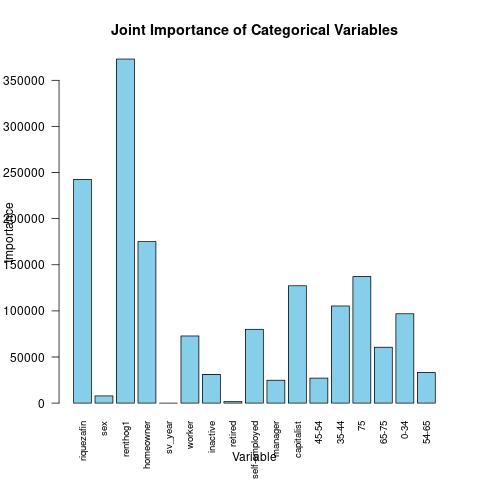 Joint Importance of Categorical Variables
Importance
350000
300000
250000
200000
150000
100000
50000
0
riquezafin
sex
renthog1
homeowner
sv_year
worker
inactive
retired
self-employed
manager
capitalist
45-54
35-44
75
65-75
0-34
54-65
Variable